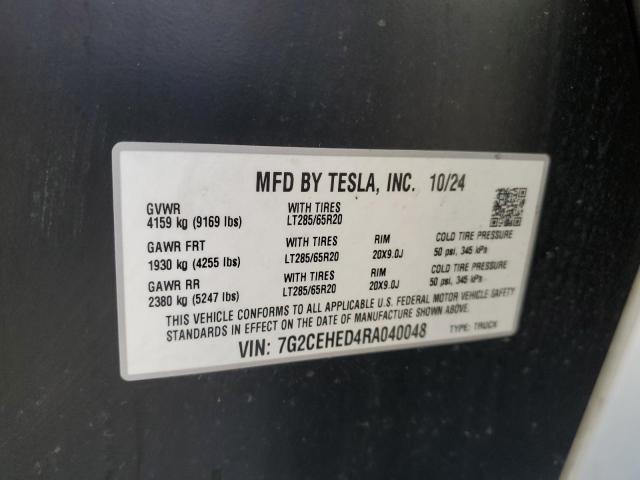 MFD BY TESLA, INC. 10/24
GVWR WITH TIRES
4159 kg (9169 lbs) LT285/65R20
GAWR FRT WITH TIRES RIM COLD TIRE PRESSURE
1930 kg (4255 lbs) LT285/65R20 20X9.0J 50 psi, 345 kPa
GAWR RR WITH TIRES RIM COLD TIRE PRESSURE
2380 kg (5247 lbs) LT285/65R20 20X9.0J 50 psi, 345 kPa
THIS VEHICLE CONFORMS TO ALL APPLICABLE U.S. FEDERAL MOTOR VEHICLE SAFETY
STANDARDS IN EFFECT ON THE DATE OF MANUFACTURE SHOWN ABOVE.
VIN: 7G2CEHED4RA040048 TYPE: TRUCK